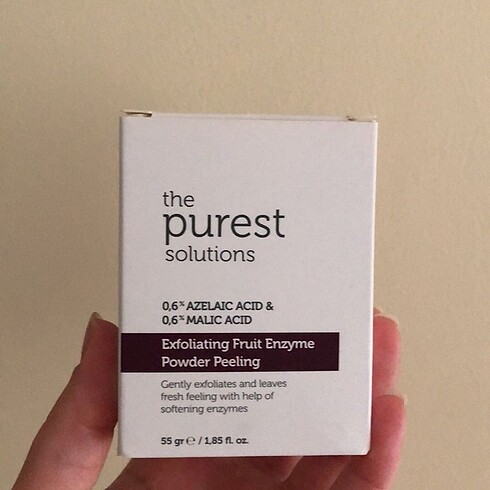 the
purest
solutions
0,6% AZELAIC ACID &
0,6% MALIC ACID
Exfoliating Fruit Enzyme
Powder Peeling
Gently exfoliates and leaves
fresh feeling with help of
softening enzymes
55 gr ℮ / 1,85 fl. oz.